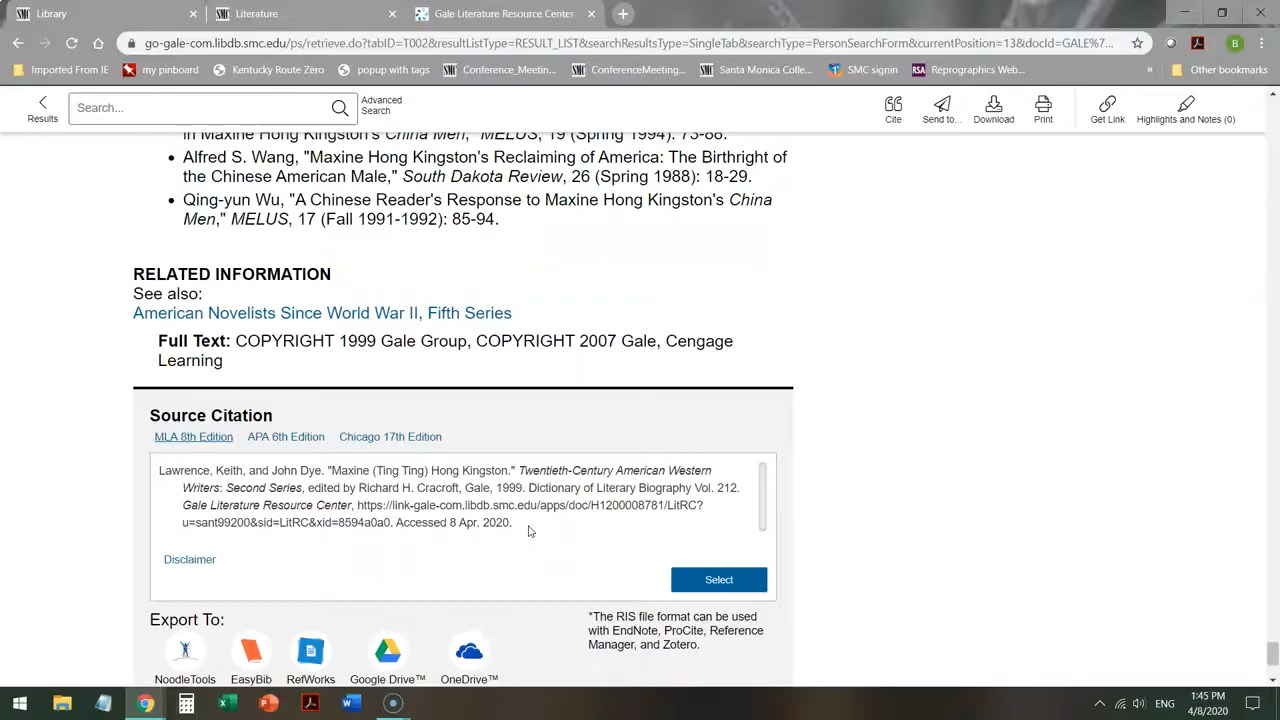 Library
Literature
Gale Literature Resource Center
go-gale-com.libdb.smc.edu/ps/retrieve.do?tabID=T002&resultListType=RESULT_LIST&searchResultsType=SingleTab&searchType=PersonSearchForm&currentPosition=13&docId=GALE%7...
B
Imported From IE
my pinboard
Kentucky Route Zero
popup with tags
Conference_Meetin...
ConferenceMeeting...
Santa Monica Colle...
SMC signin
Reprographics Web...
Other bookmarks
Results
Search...
Advanced
Search
Cite
Send to...
Download
Print
Get Link
Highlights and Notes (0)
in Maxine Hong Kingston's China Men," MELUS, 19 (Spring 1994): 73-88.
• Alfred S. Wang, "Maxine Hong Kingston's Reclaiming of America: The Birthright of
the Chinese American Male," South Dakota Review, 26 (Spring 1988): 18-29.
• Qing-yun Wu, "A Chinese Reader's Response to Maxine Hong Kingston's China
Men," MELUS, 17 (Fall 1991-1992): 85-94.
RELATED INFORMATION
See also:
American Novelists Since World War II, Fifth Series
Full Text: COPYRIGHT 1999 Gale Group, COPYRIGHT 2007 Gale, Cengage
Learning
Source Citation
MLA 8th Edition
APA 6th Edition
Chicago 17th Edition
Lawrence, Keith, and John Dye. "Maxine (Ting Ting) Hong Kingston." Twentieth-Century American Western
Writers: Second Series, edited by Richard H. Cracroft, Gale, 1999. Dictionary of Literary Biography Vol. 212.
Gale Literature Resource Center, https://link-gale-com.libdb.smc.edu/apps/doc/H1200008781/LitRC?
u=sant99200&sid=LitRC&xid=8594a0a0. Accessed 8 Apr. 2020.
Disclaimer
Select
Export To:
*The RIS file format can be used
with EndNote, ProCite, Reference
Manager, and Zotero.
NoodleTools
EasyBib
RefWorks
Google Drive™
OneDrive™
ENG
1:45 PM
4/8/2020